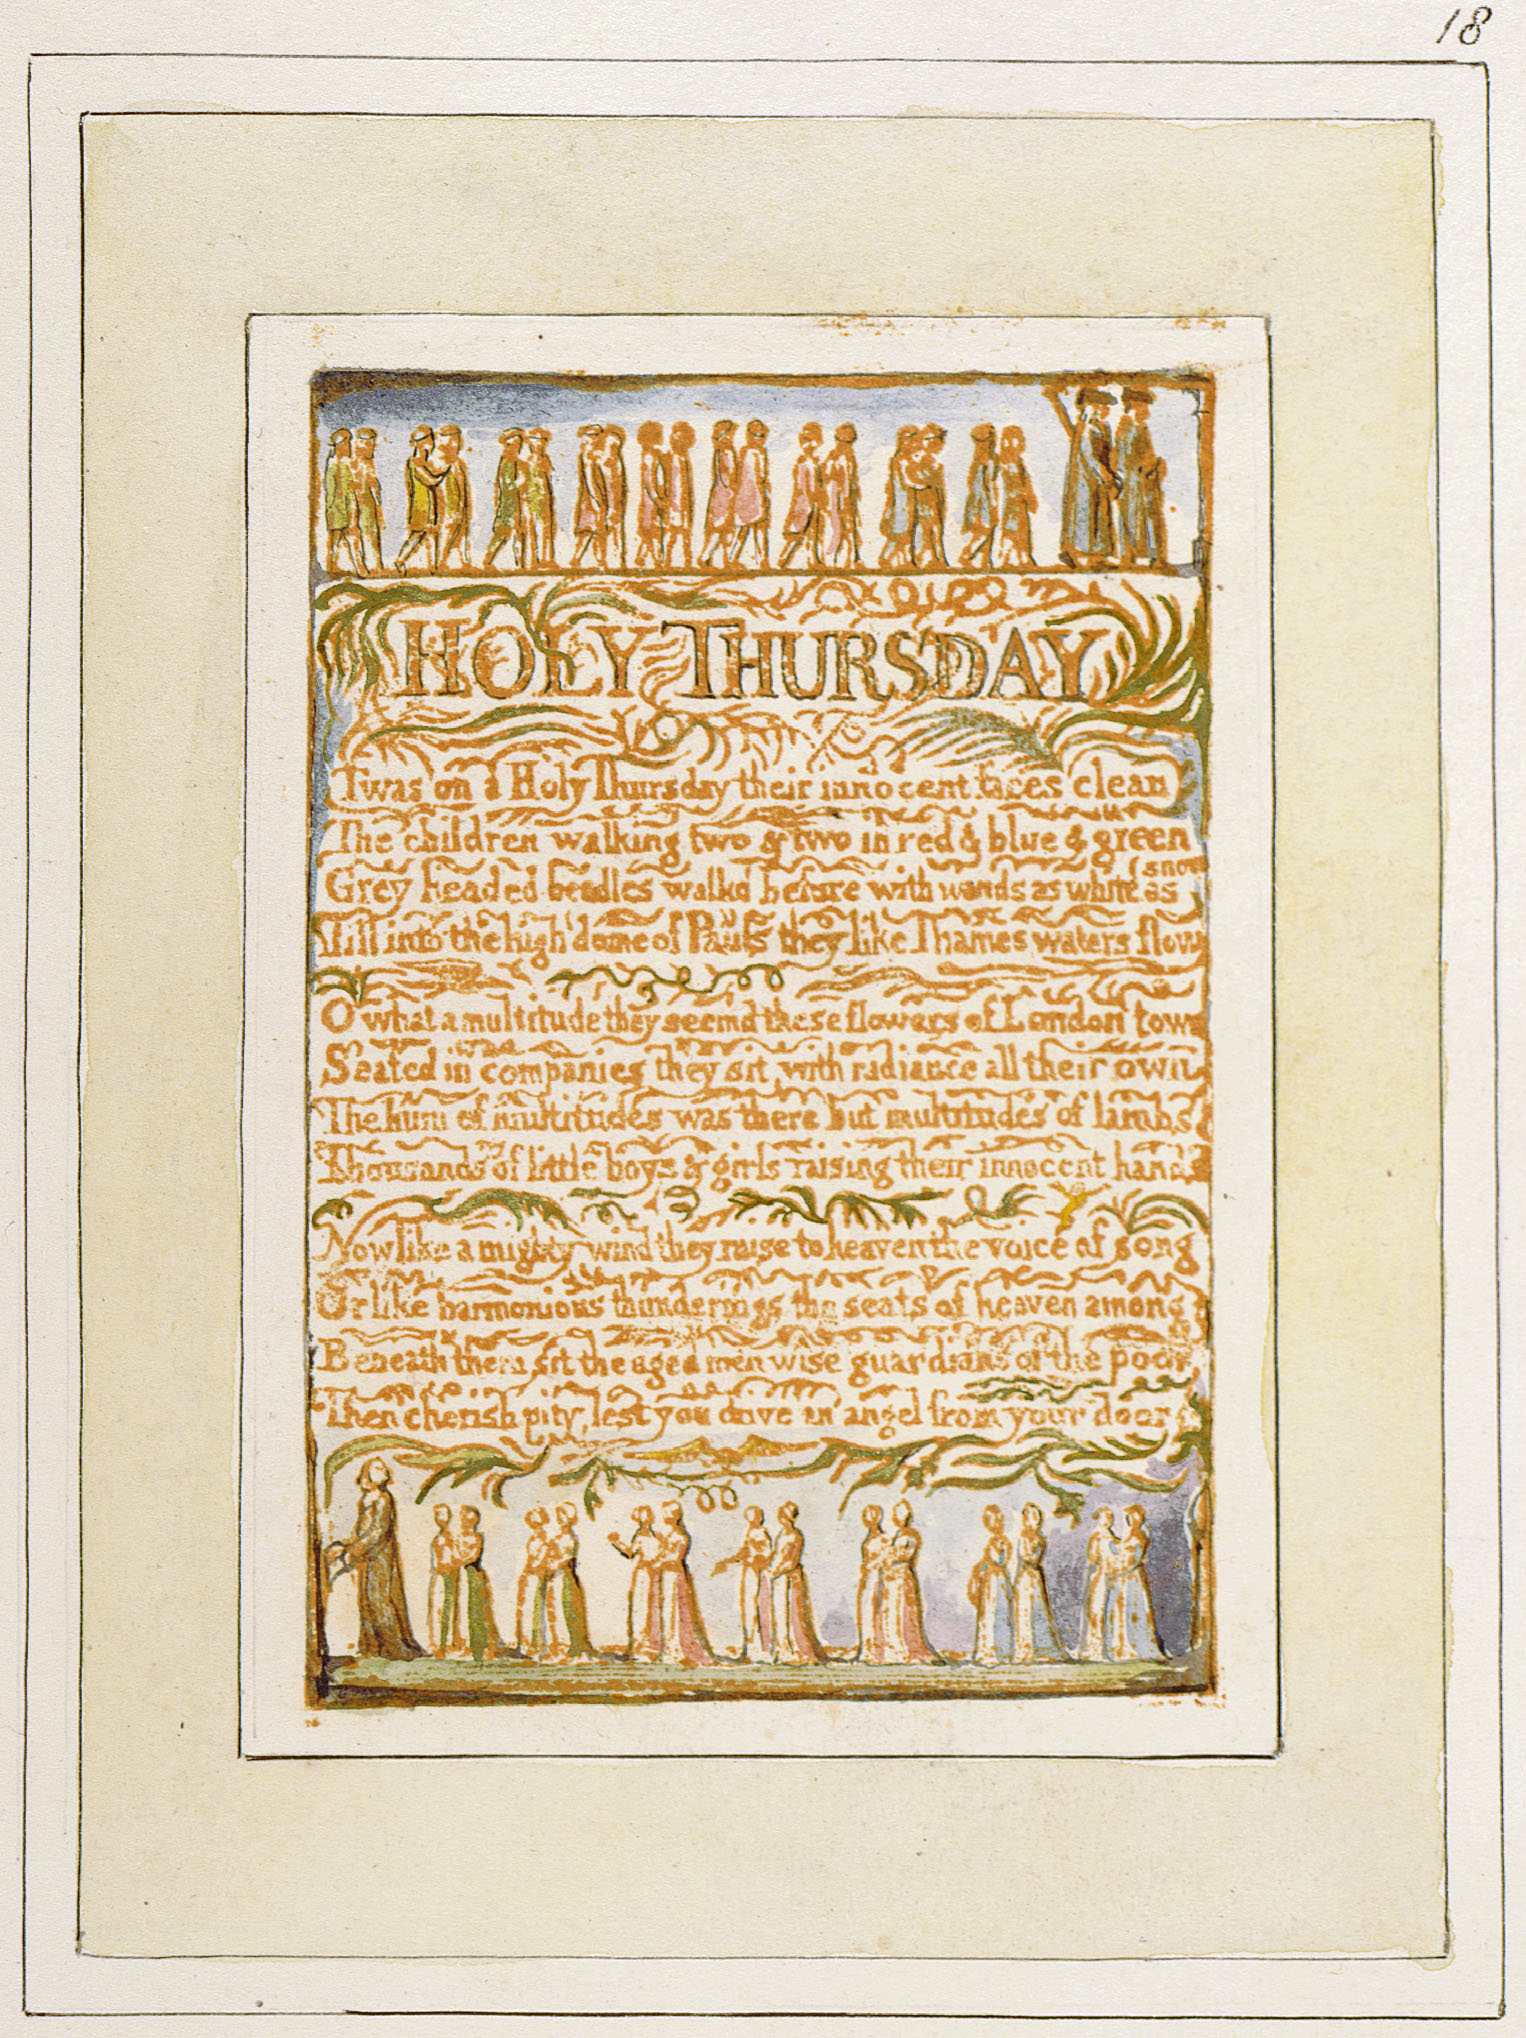 18
HOLY THURSDAY
Twas on a Holy Thursday their innocent faces clean
The children walking two & two in red & blue & green
Grey headed beadles walkd before with wands as white as
(snow
Till into the high dome of Pauls they like Thames waters flow
O what a multitude they seemd these flowers of London town
Seated in companies they sit with radiance all their own
The hum of multitudes was there but multitudes of lambs
Thousands of little boys & girls raising their innocent hands
Now like a mighty wind they raise to heaven the voice of song
Or like harmonious thunderings the seats of heaven among
Beneath them sit the aged men wise guardians of the poor
Then cherish pity, lest you drive an angel from your door